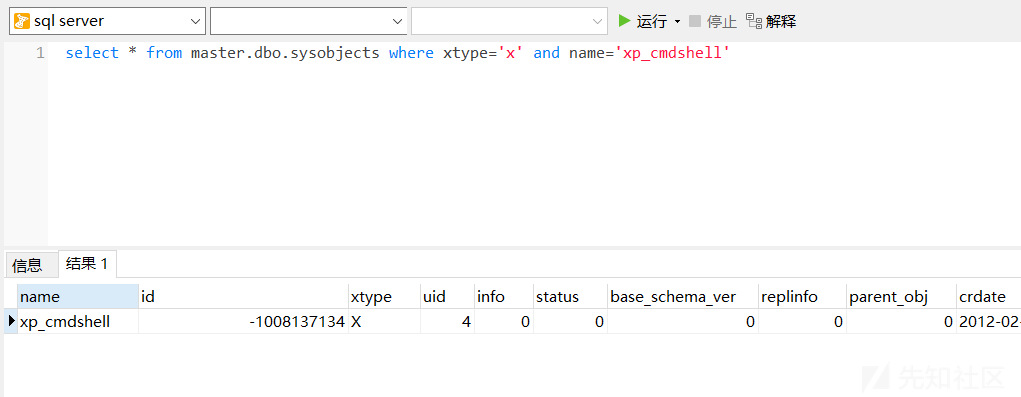 sql server 运行 停止 解释
1 select * from master.dbo.sysobjects where xtype='x' and name='xp_cmdshell'
信息 结果 1
name id xtype uid info status base_schema_ver replinfo parent_obj crdate
xp_cmdshell -1008137134 X 4 0 0 0 0 0 2012-02-
先知社区